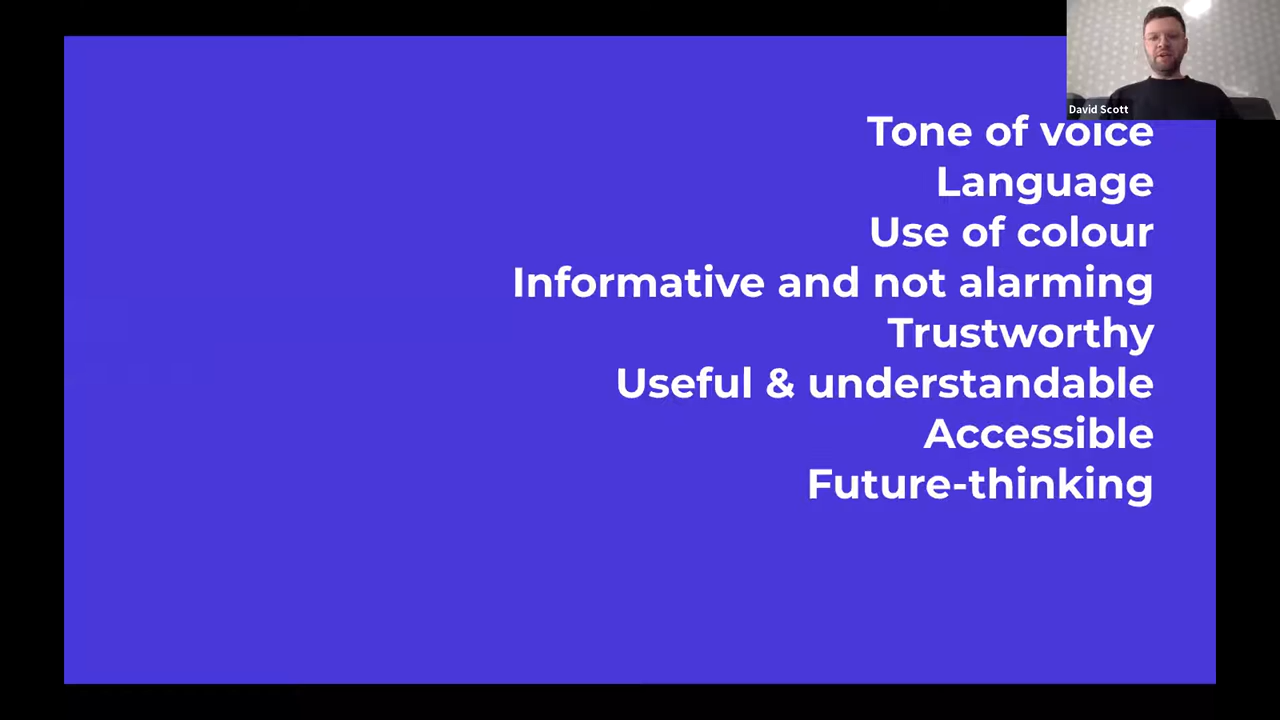 David Scott
Tone of voice
Language
Use of colour
Informative and not alarming
Trustworthy
Useful & understandable
Accessible
Future-thinking